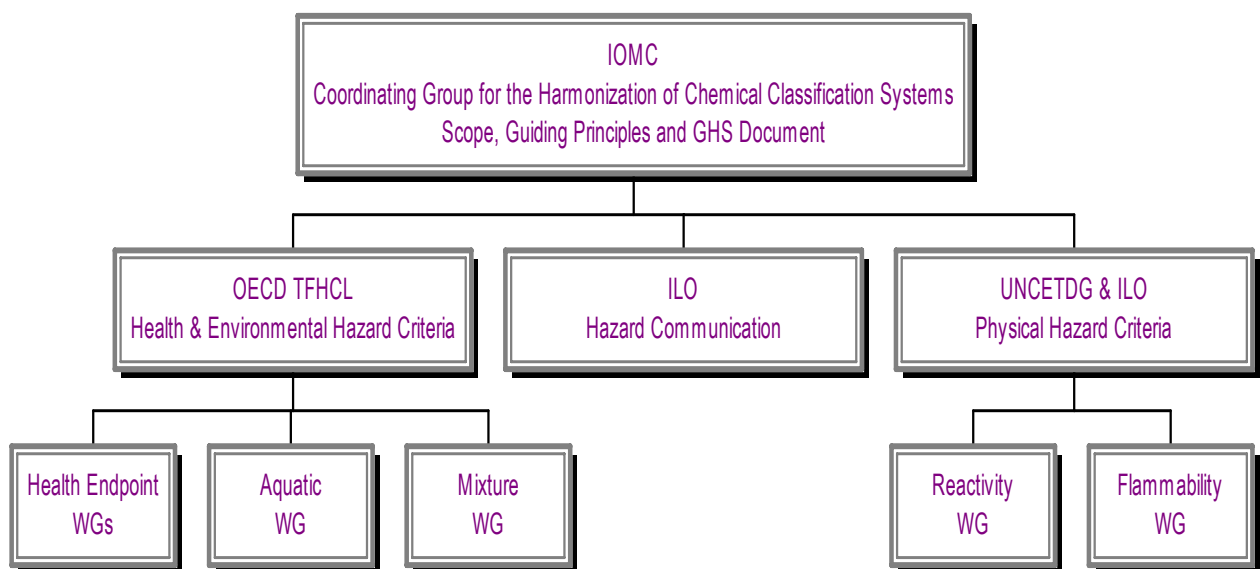 IOMC
Coordinating Group for the Harmonization of Chemical Classification Systems
Scope, Guiding Principles and GHS Document
OECD TFHCL
Health & Environmental Hazard Criteria
ILO
Hazard Communication
UNCETDG & ILO
Physical Hazard Criteria
Health Endpoint
WGs
Aquatic
WG
Mixture
WG
Reactivity
WG
Flammability
WG